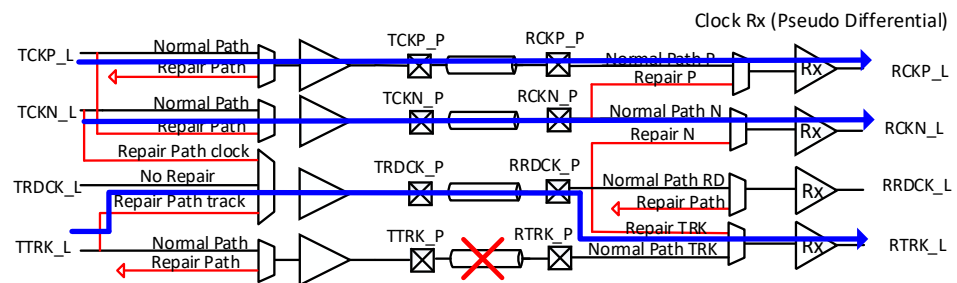 Clock Rx (Pseudo Differential)
TCKP_L
Normal Path
Repair Path
TCKP_P
RCKP_P
Normal Path P
Repair P
Rx
RCKP_L
TCKN_L
Normal Path
Repair Path
TCKN_P
RCKN_P
Normal Path N
Repair N
Rx
RCKN_L
Repair Path clock
TRDCK_L
No Repair
Repair Path track
TRDCK_P
RRDCK_P
Normal Path RD
Repair Path
Rx
RRDCK_L
TTRK_L
Normal Path
Repair Path
TTRK_P
RTRK_P
Repair TRK
Normal Path TRK
Rx
RTRK_L